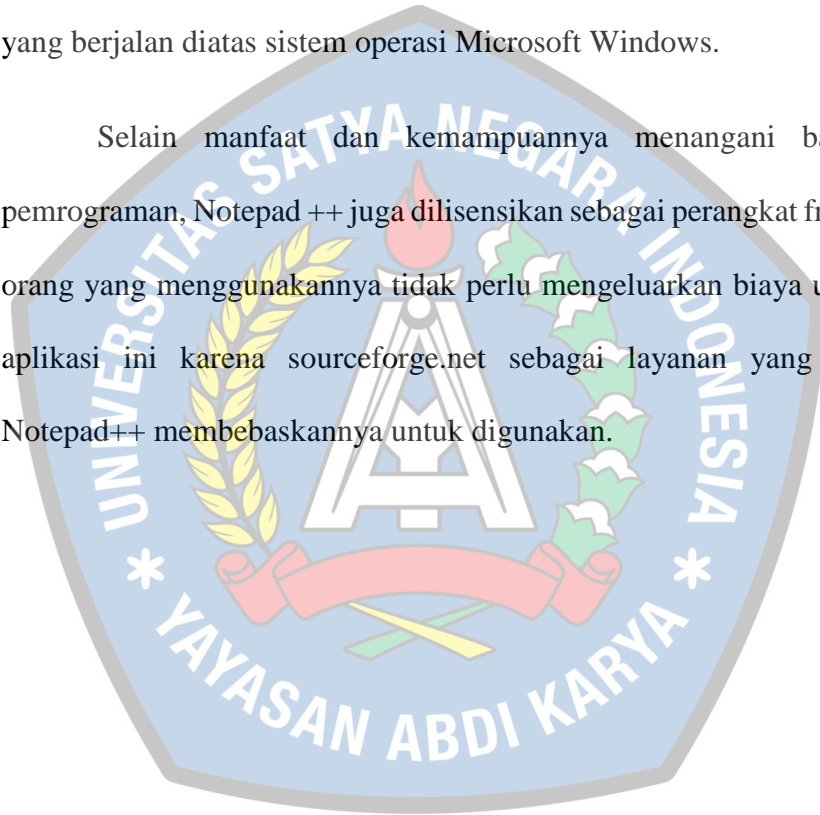 yang berjalan diatas sistem operasi Microsoft Windows.
Selain manfaat dan kemampuannya menangani
pemrograman, Notepad ++ juga dilisensikan sebagai perangkat
orang yang menggunakannya tidak perlu mengeluarkan biaya
aplikasi ini karena sourceforge.net sebagai layanan yang
Notepad++ membebaskannya untuk digunakan.
UNIVERSITAS SATYA NEGARA INDONESIA
* YAYASAN ABDI KARYA *